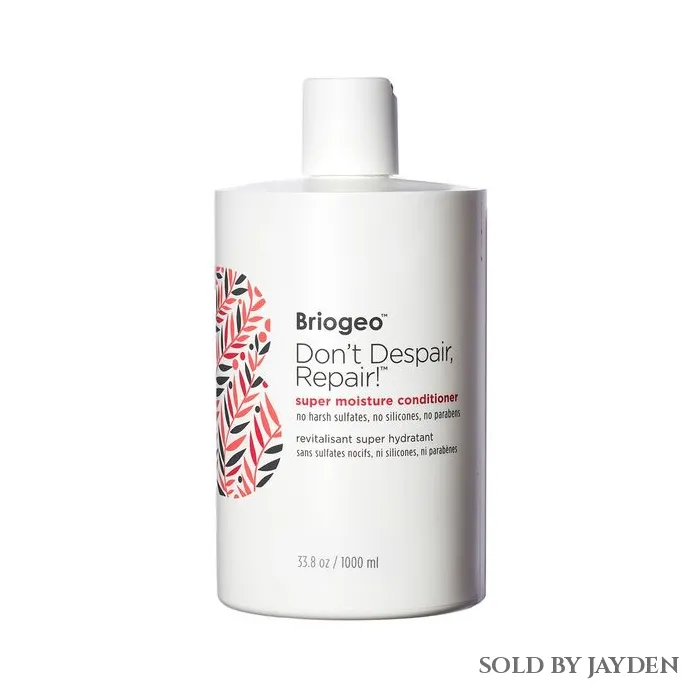 Briogeo™
Don't Despair,
Repair!™
super moisture conditioner
no harsh sulfates, no silicones, no parabens
revitalisant super hydratant
sans sulfates nocifs, ni silicones, ni parabènes
33.8 oz / 1000 ml
SOLD BY JAYDEN